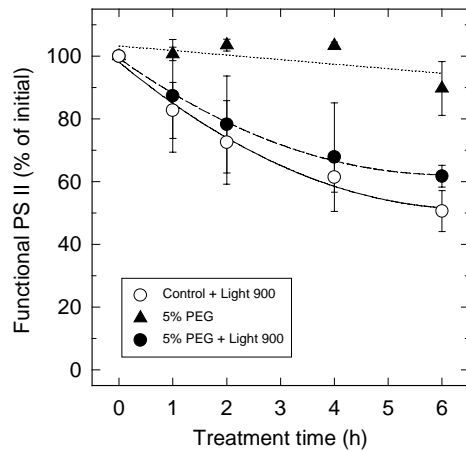 Functional PS II (% of initial)
120
100
80
60
40
20
0
Control + Light 900
5% PEG
5% PEG + Light 900
0 1 2 3 4 5 6
Treatment time (h)